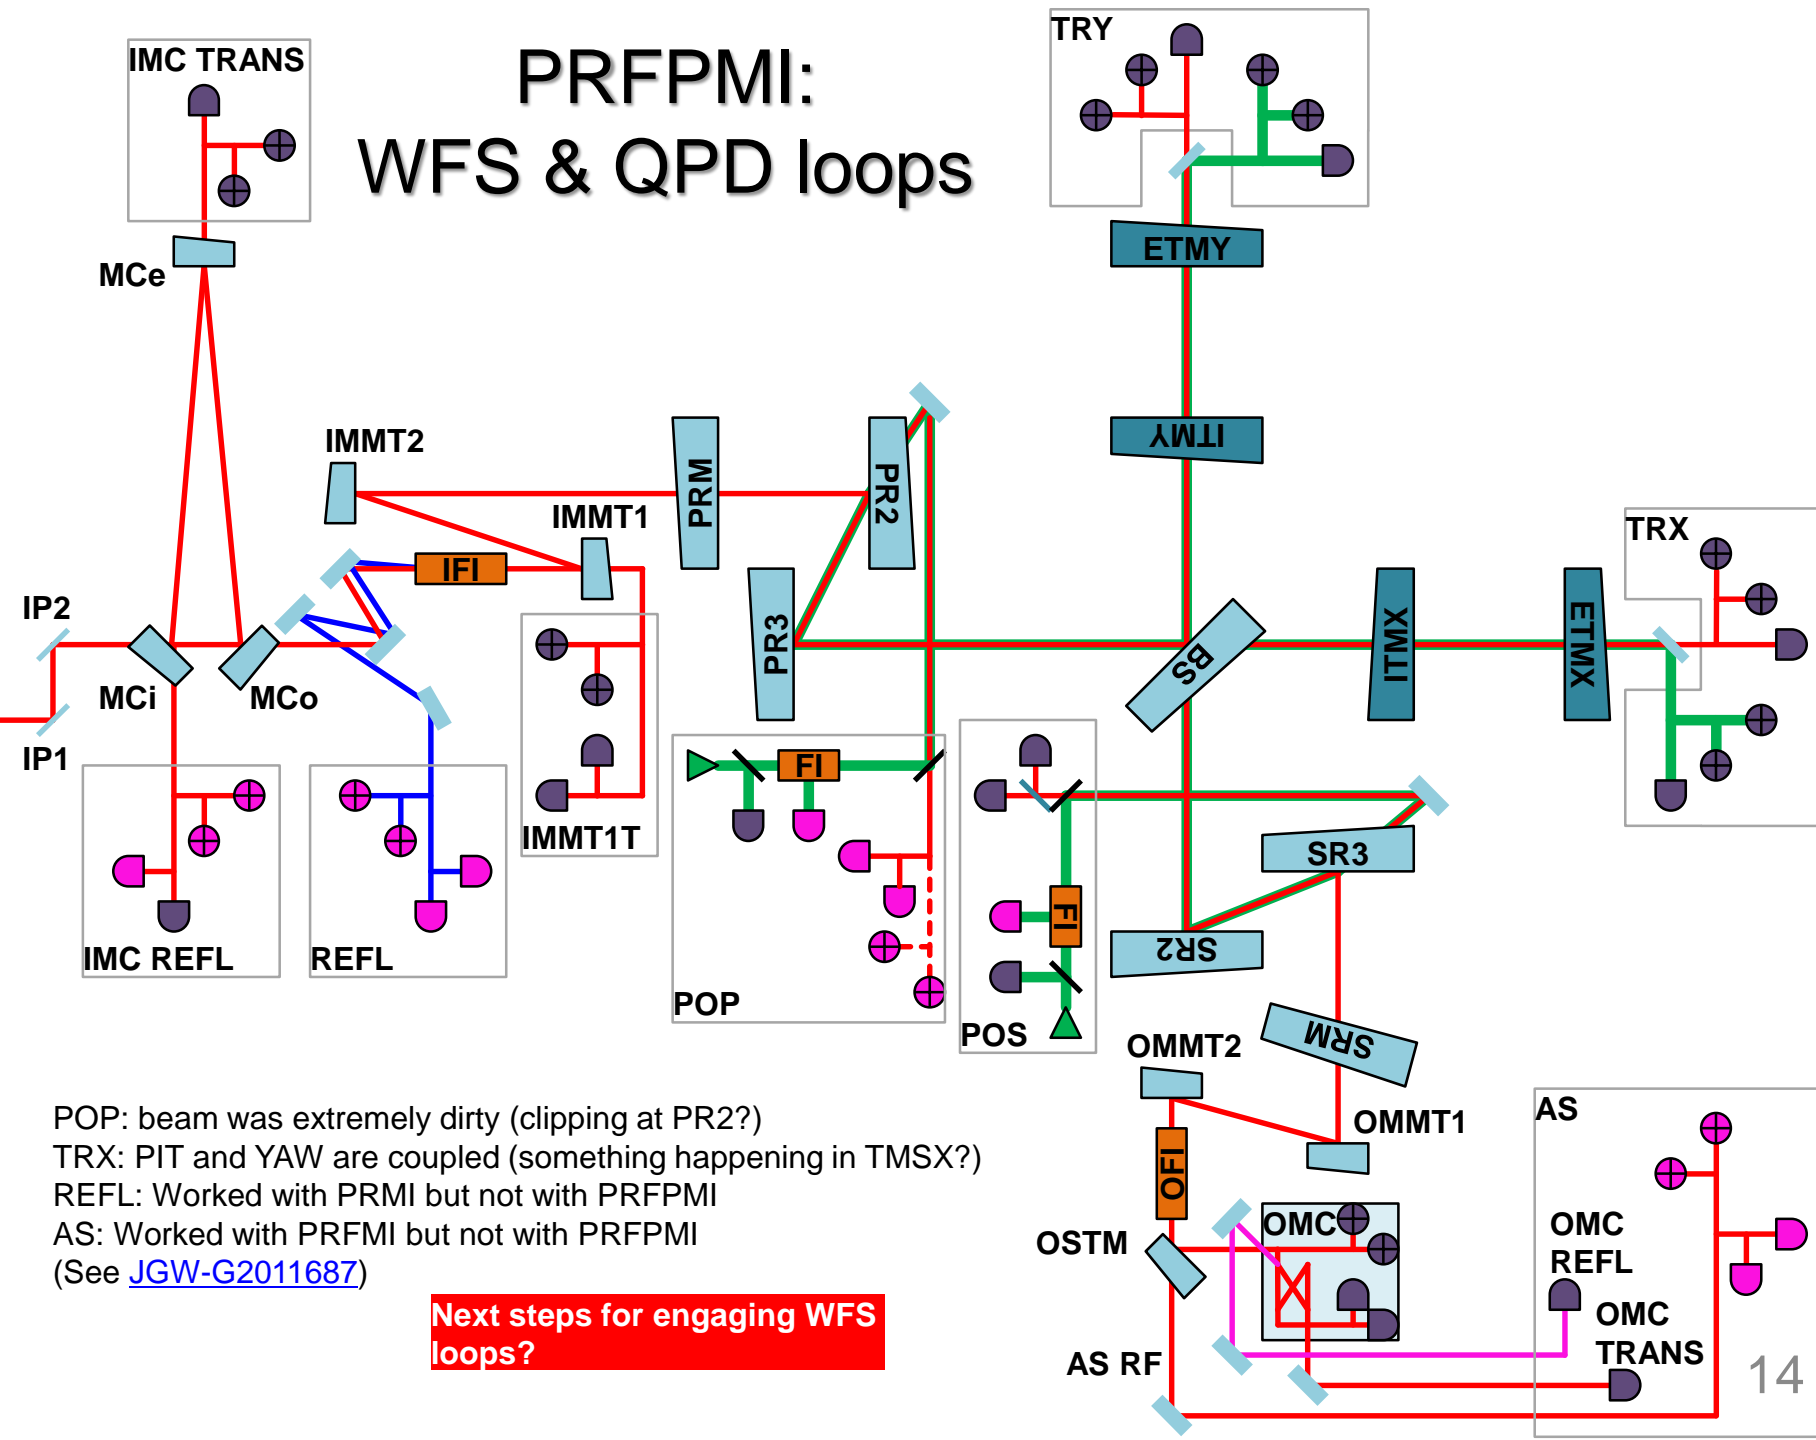 PRFPMI:
WFS & QPD loops
IMC TRANS
MCe
TRY
ETMY
ITMY
IMMT2
IMMT1
IFI
PRM
PR2
PR3
IP2
IP1
MCi
MCo
IMMT1T
IMC REFL
REFL
POP
FI
POS
FI
BS
ITMX
ETMX
TRX
SR3
SR2
SRM
OMMT2
OMMT1
OFI
OSTM
OMC
AS RF
AS
OMC
REFL
OMC
TRANS
POP: beam was extremely dirty (clipping at PR2?)
TRX: PIT and YAW are coupled (something happening in TMSX?)
REFL: Worked with PRMI but not with PRFPMI
AS: Worked with PRFMI but not with PRFPMI
(See JGW-G2011687)
Next steps for engaging WFS
loops?
14